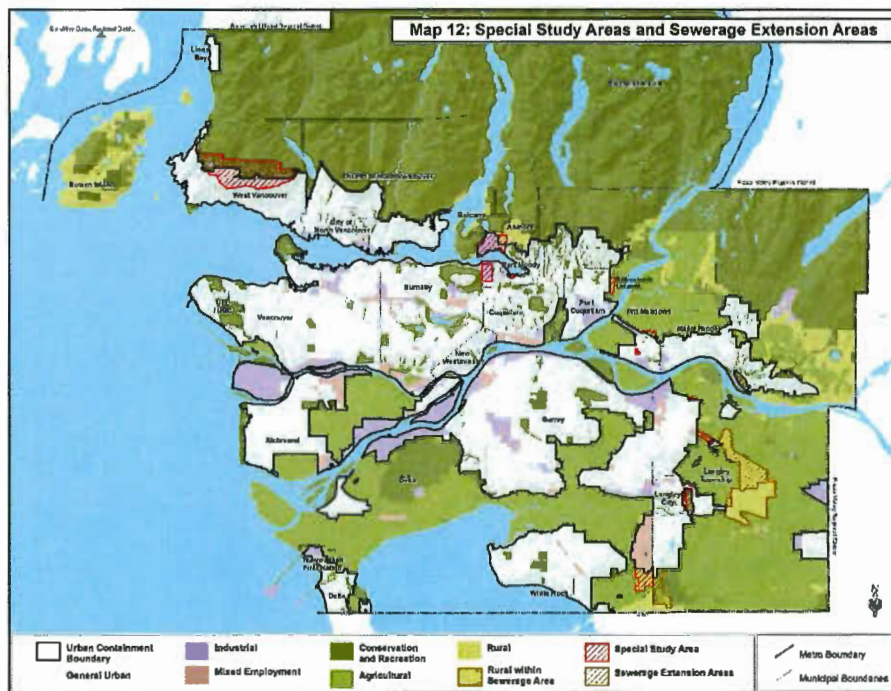 Map 12: Special Study Areas and Sewerage Extension Areas
Lions
Bay
West Vancouver
City of
North Vancouver
Belcarra
Anmore
Burnaby
Vancouver
Coquitlam
Port
Coquitlam
Pitt Meadows
Maple Ridge
New
Westminster
Richmond
Surrey
Delta
Langley
Township
Langley
City
Delta
White Rock
Urban Containment
Boundary
General Urban
Industrial
Mixed Employment
Conservation
and Recreation
Agricultural
Rural
Rural within
Sewerage Area
Special Study Area
Sewerage Extension Areas
Metro Boundary
Municipal Boundaries